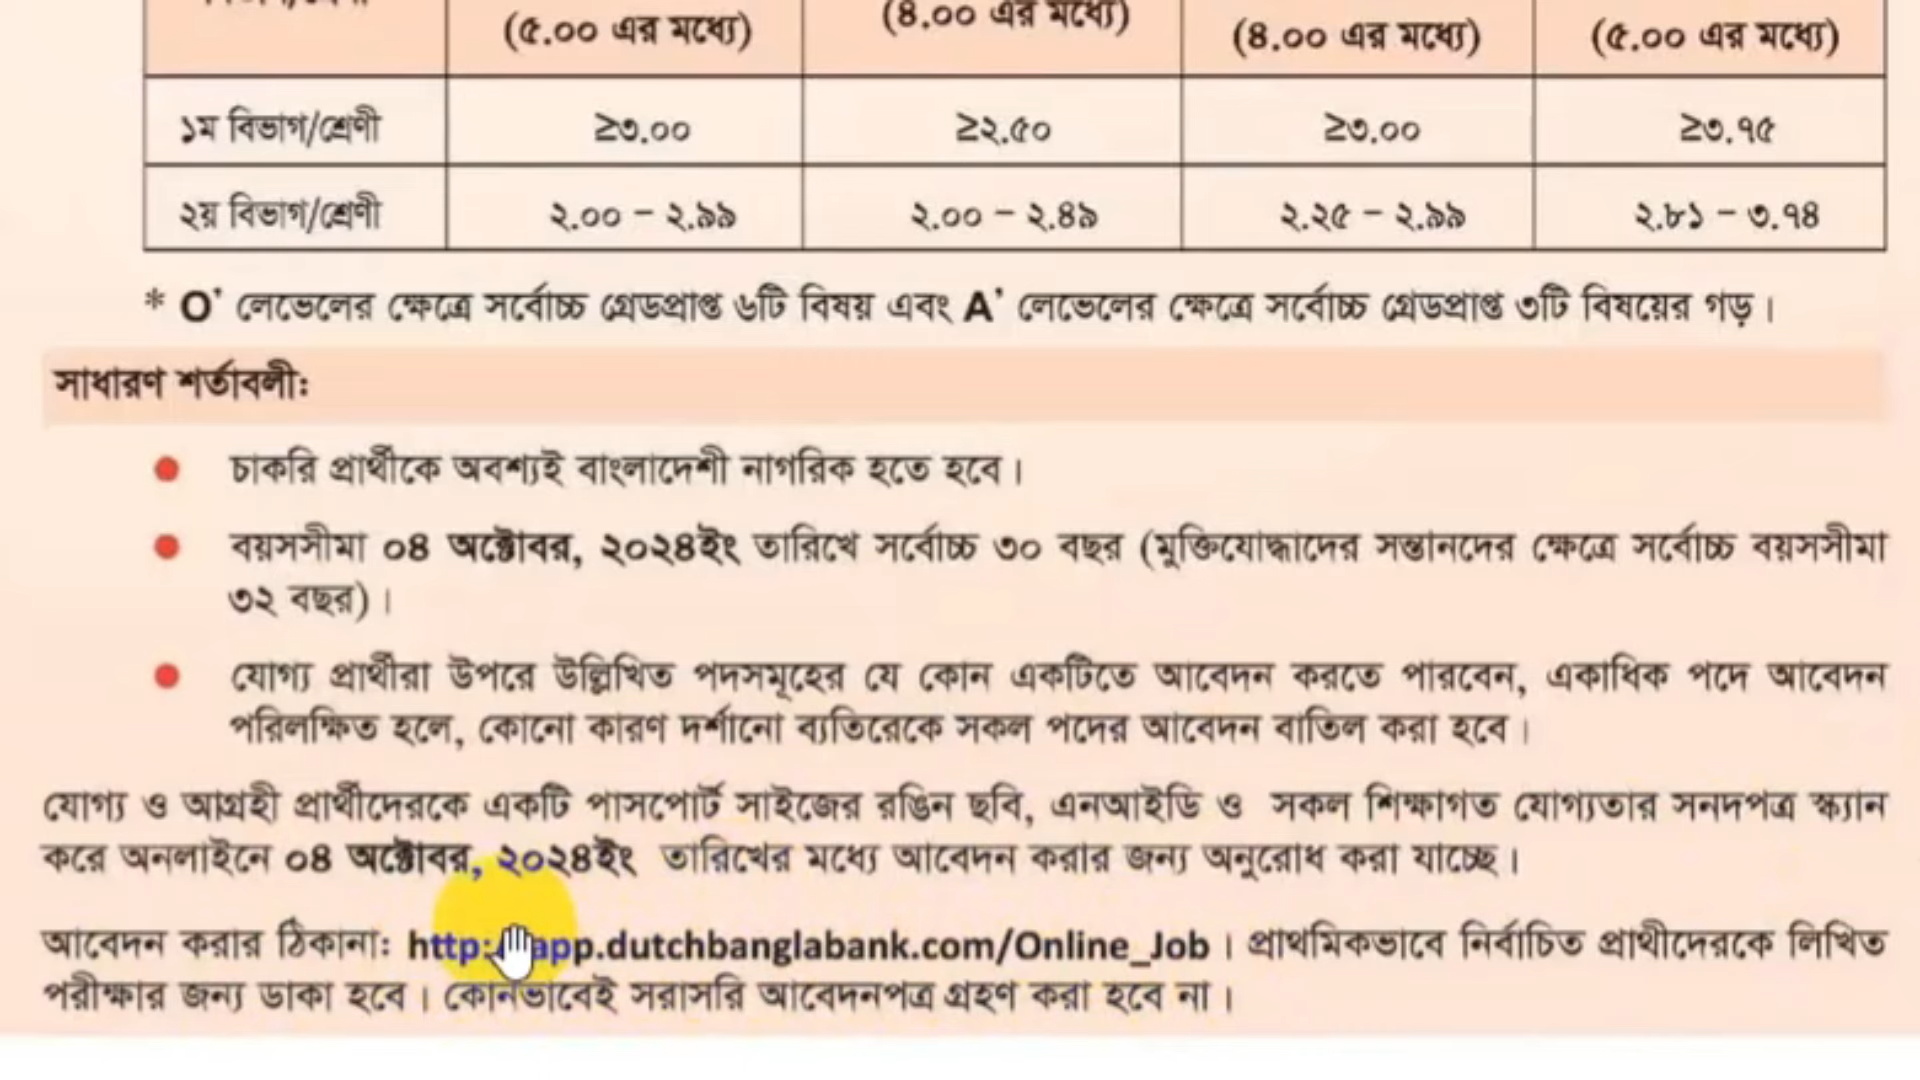 বিভাগ/শ্রেণী
(৫.০০ এর মধ্যে) (৪.০০ এর মধ্যে) (৪.০০ এর মধ্যে) (৫.০০ এর মধ্যে)
১ম বিভাগ/শ্রেণী ≥৩.০০ ≥২.৫০ ≥৩.০০ ≥৩.৭৫
২য় বিভাগ/শ্রেণী ২.০০ – ২.৯৯ ২.০০ – ২.৪৯ ২.২৫ – ২.৯৯ ২.৮১ – ৩.৭৪
* O' লেভেলের ক্ষেত্রে সর্বোচ্চ গ্রেডপ্রাপ্ত ৬টি বিষয় এবং A' লেভেলের ক্ষেত্রে সর্বোচ্চ গ্রেডপ্রাপ্ত ৩টি বিষয়ের গড়।
সাধারণ শর্তাবলী:
চাকরি প্রার্থীকে অবশ্যই বাংলাদেশী নাগরিক হতে হবে।
বয়সসীমা ০৪ অক্টোবর, ২০২৪ইং তারিখে সর্বোচ্চ ৩০ বছর (মুক্তিযোদ্ধাদের সন্তানদের ক্ষেত্রে সর্বোচ্চ বয়সসীমা
৩২ বছর)।
যোগ্য প্রার্থীরা উপরে উল্লিখিত পদসমূহের যে কোন একটিতে আবেদন করতে পারবেন, একাধিক পদে আবেদন
পরিলক্ষিত হলে, কোনো কারণ দর্শানো ব্যতিরেকে সকল পদের আবেদন বাতিল করা হবে।
যোগ্য ও আগ্রহী প্রার্থীদেরকে একটি পাসপোর্ট সাইজের রঙিন ছবি, এনআইডি ও সকল শিক্ষাগত যোগ্যতার সনদপত্র স্ক্যান
করে অনলাইনে ০৪ অক্টোবর, ২০২৪ইং তারিখের মধ্যে আবেদন করার জন্য অনুরোধ করা যাচ্ছে।
আবেদন করার ঠিকানা: http://app.dutchbanglabank.com/Online_Job । প্রাথমিকভাবে নির্বাচিত প্রার্থীদেরকে লিখিত
পরীক্ষার জন্য ডাকা হবে। কোনভাবেই সরাসরি আবেদনপত্র গ্রহণ করা হবে না।